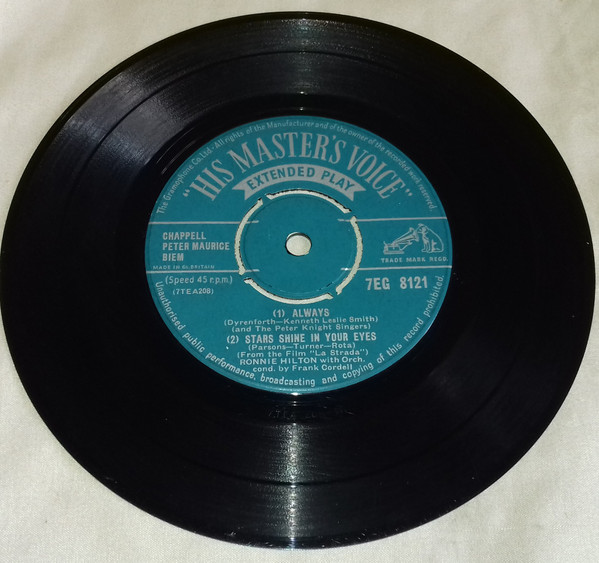 The Gramophone Co. Ltd.-All rights of the Manufacturer and of the owner of the recorded work reserved.
"HIS MASTER'S VOICE"
EXTENDED PLAY
CHAPPELL
PETER MAURICE
BIEM
MADE IN GT. BRITAIN
TRADE MARK REGD.
(Speed 45 r.p.m.)
(7TEA208)
7EG 8121
(1) ALWAYS
(Dyrenforth-Kenneth Leslie Smith)
(and The Peter Knight Singers)
(2) STARS SHINE IN YOUR EYES
(Parsons-Turner-Rota)
(From the Film "La Strada")
RONNIE HILTON with Orch.
cond. by Frank Cordell
Unauthorised public performance, broadcasting and copying of this record prohibited.